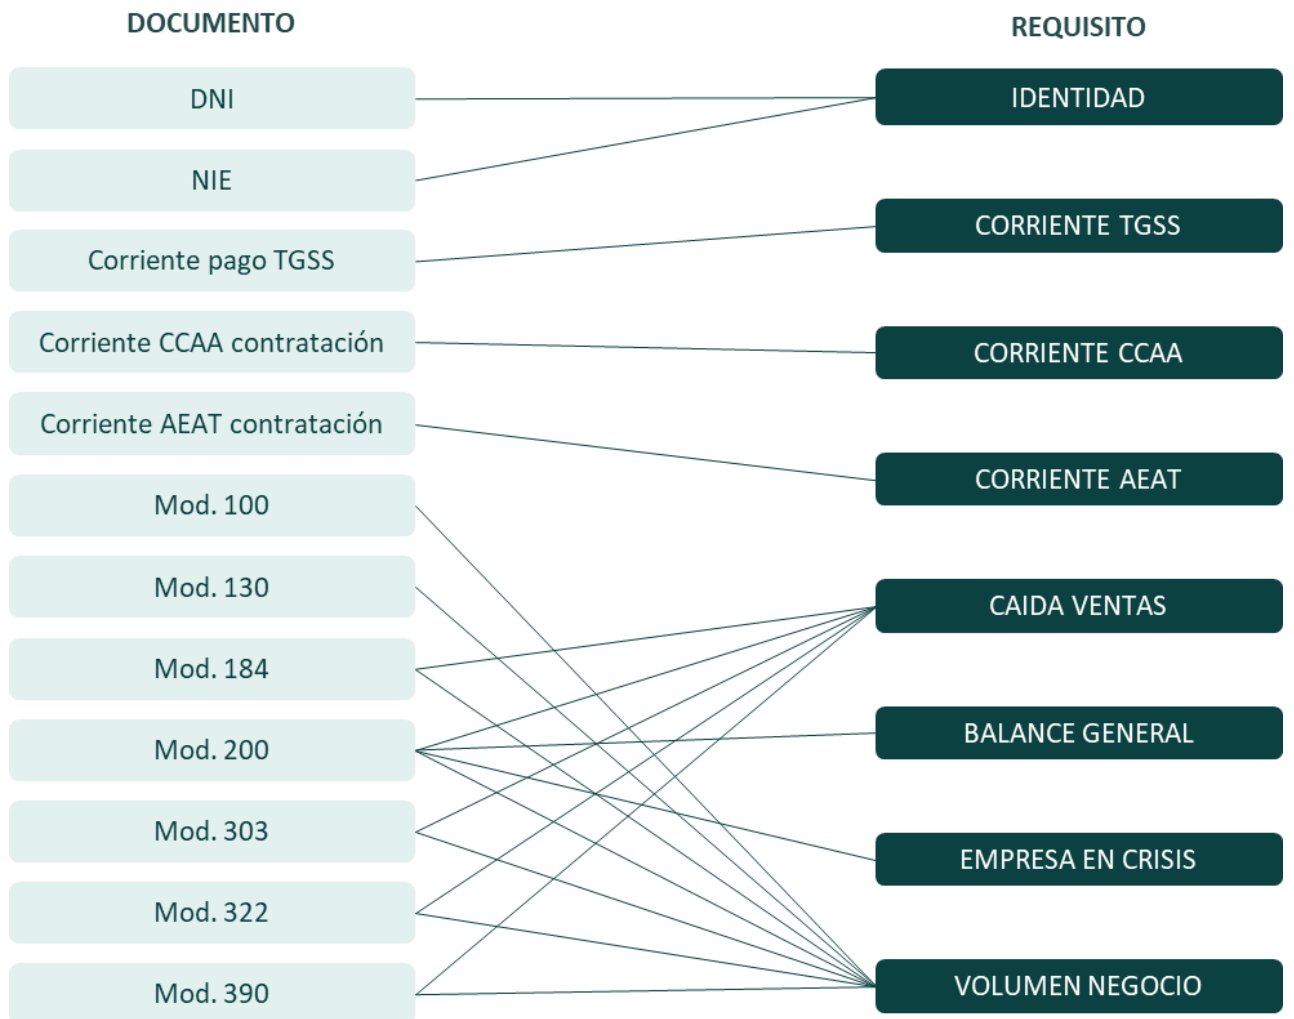 DOCUMENTO
DNI
NIE
Corriente pago TGSS
Corriente CCAA contratación
Corriente AEAT contratación
Mod. 100
Mod. 130
Mod. 184
Mod. 200
Mod. 303
Mod. 322
Mod. 390
REQUISITO
IDENTIDAD
CORRIENTE TGSS
CORRIENTE CCAA
CORRIENTE AEAT
CAIDA VENTAS
BALANCE GENERAL
EMPRESA EN CRISIS
VOLUMEN NEGOCIO